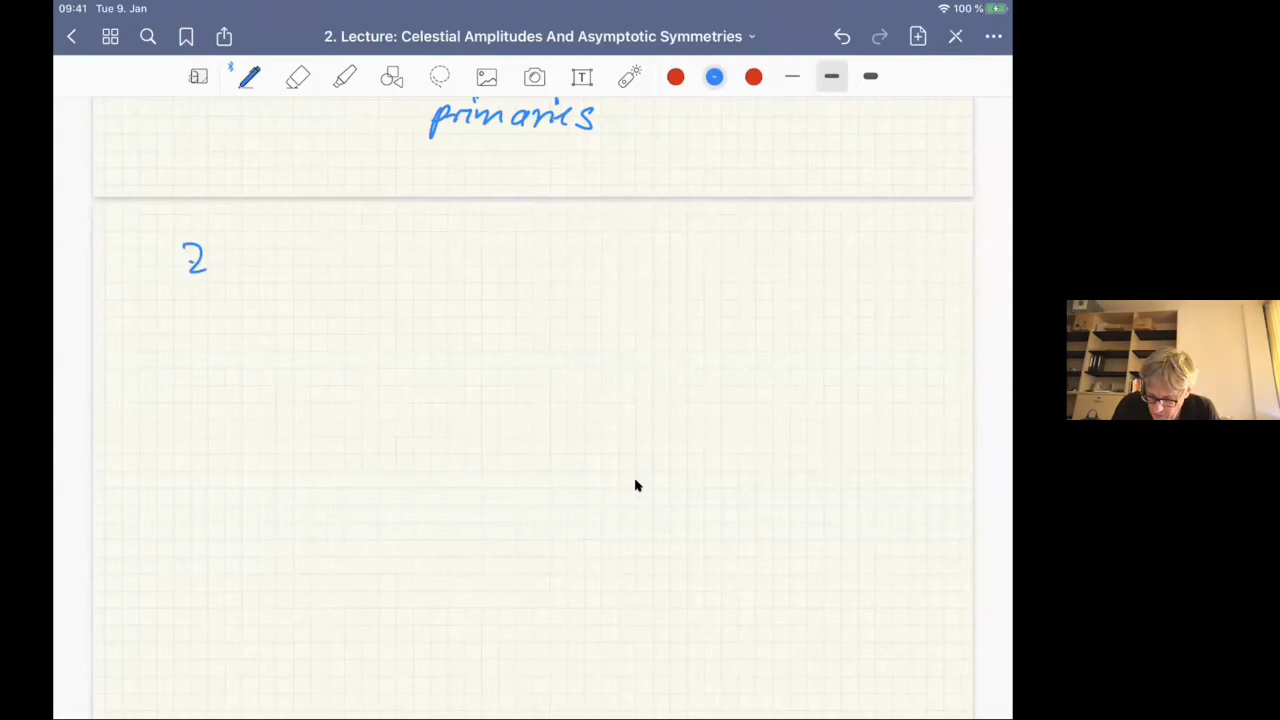 09:41 Tue 9. Jan 100 %
2. Lecture: Celestial Amplitudes And Asymptotic Symmetries
T
primaries
2